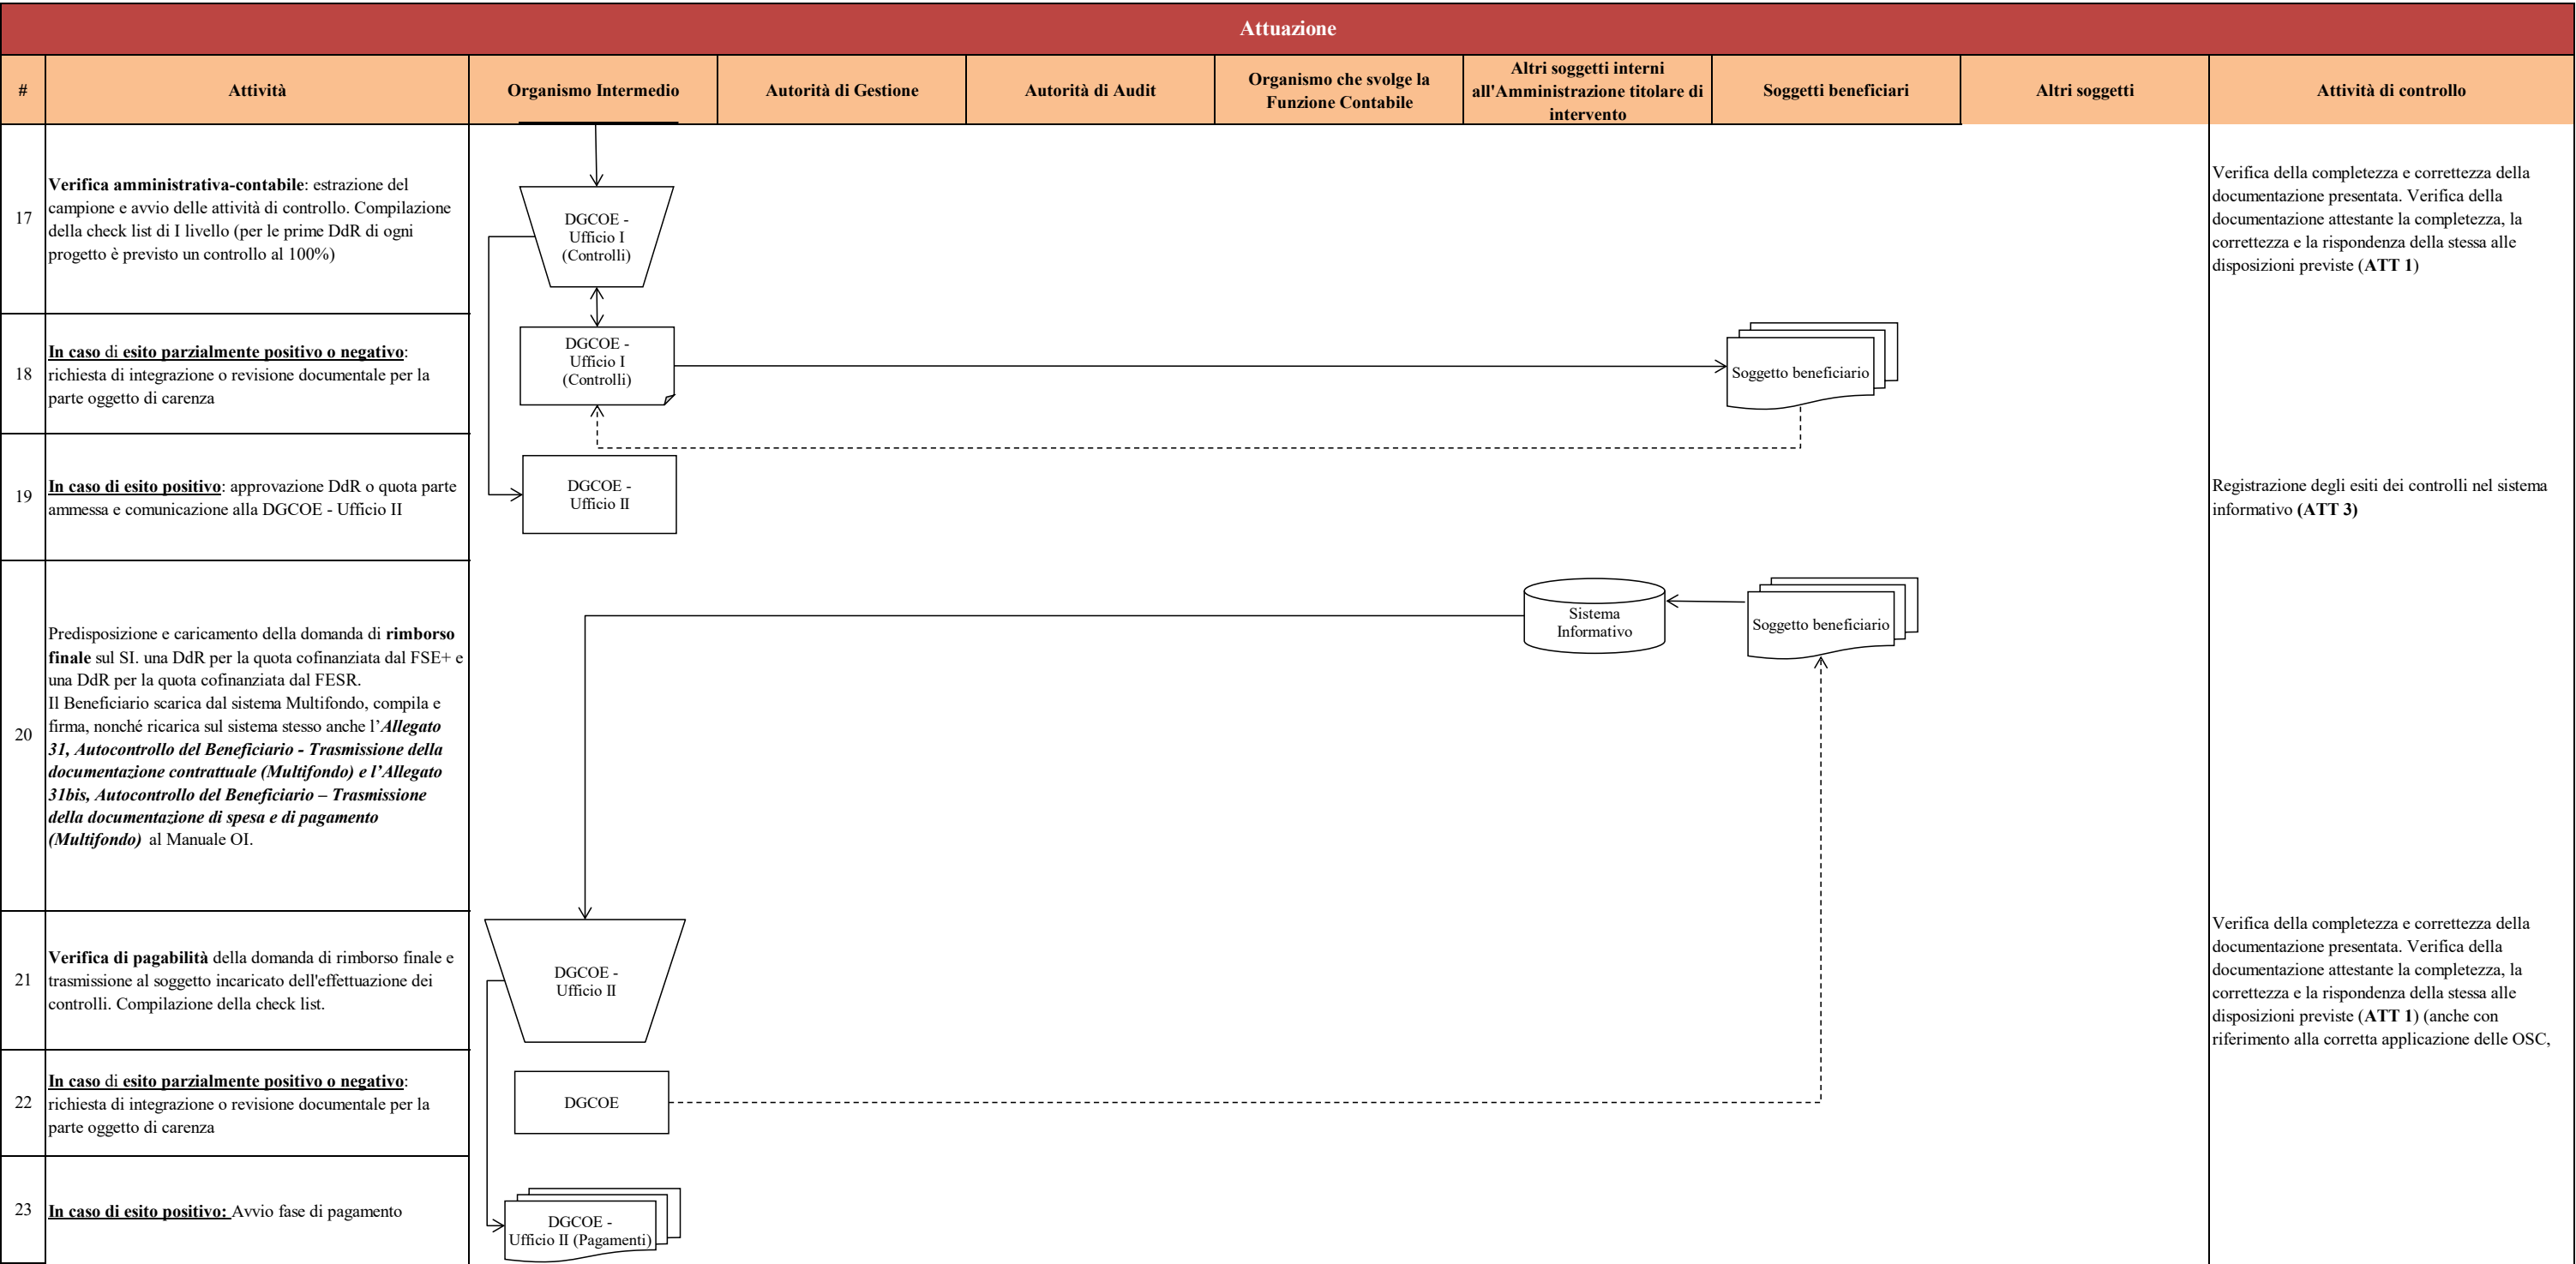 Attuazione
#
Attività
Organismo Intermedio
Autorità di Gestione
Autorità di Audit
Organismo che svolge la
Funzione Contabile
Altri soggetti interni
all'Amministrazione titolare di
intervento
Soggetti beneficiari
Altri soggetti
Attività di controllo
17
Verifica amministrativa-contabile: estrazione del
campione e avvio delle attività di controllo. Compilazione
della check list di I livello (per le prime DdR di ogni
progetto è previsto un controllo al 100%)
DGCOE -
Ufficio I
(Controlli)
Verifica della completezza e correttezza della
documentazione presentata. Verifica della
documentazione attestante la completezza, la
correttezza e la rispondenza della stessa alle
disposizioni previste (ATT 1)
18
In caso di esito parzialmente positivo o negativo:
richiesta di integrazione o revisione documentale per la
parte oggetto di carenza
DGCOE -
Ufficio I
(Controlli)
Soggetto beneficiario
19
In caso di esito positivo: approvazione DdR o quota parte
ammessa e comunicazione alla DGCOE - Ufficio II
DGCOE -
Ufficio II
Registrazione degli esiti dei controlli nel sistema
informativo (ATT 3)
20
Predisposizione e caricamento della domanda di rimborso
finale sul SI. una DdR per la quota cofinanziata dal FSE+ e
una DdR per la quota cofinanziata dal FESR.
Il Beneficiario scarica dal sistema Multifondo, compila e
firma, nonché ricarica sul sistema stesso anche l'Allegato
31, Autocontrollo del Beneficiario - Trasmissione della
documentazione contrattuale (Multifondo) e l'Allegato
31bis, Autocontrollo del Beneficiario – Trasmissione
della documentazione di spesa e di pagamento
(Multifondo) al Manuale OI.
Sistema
Informativo
Soggetto beneficiario
21
Verifica di pagabilità della domanda di rimborso finale e
trasmissione al soggetto incaricato dell'effettuazione dei
controlli. Compilazione della check list.
DGCOE -
Ufficio II
Verifica della completezza e correttezza della
documentazione presentata. Verifica della
documentazione attestante la completezza, la
correttezza e la rispondenza della stessa alle
disposizioni previste (ATT 1) (anche con
riferimento alla corretta applicazione delle OSC,
22
In caso di esito parzialmente positivo o negativo:
richiesta di integrazione o revisione documentale per la
parte oggetto di carenza
DGCOE
23
In caso di esito positivo: Avvio fase di pagamento
DGCOE -
Ufficio II (Pagamenti)